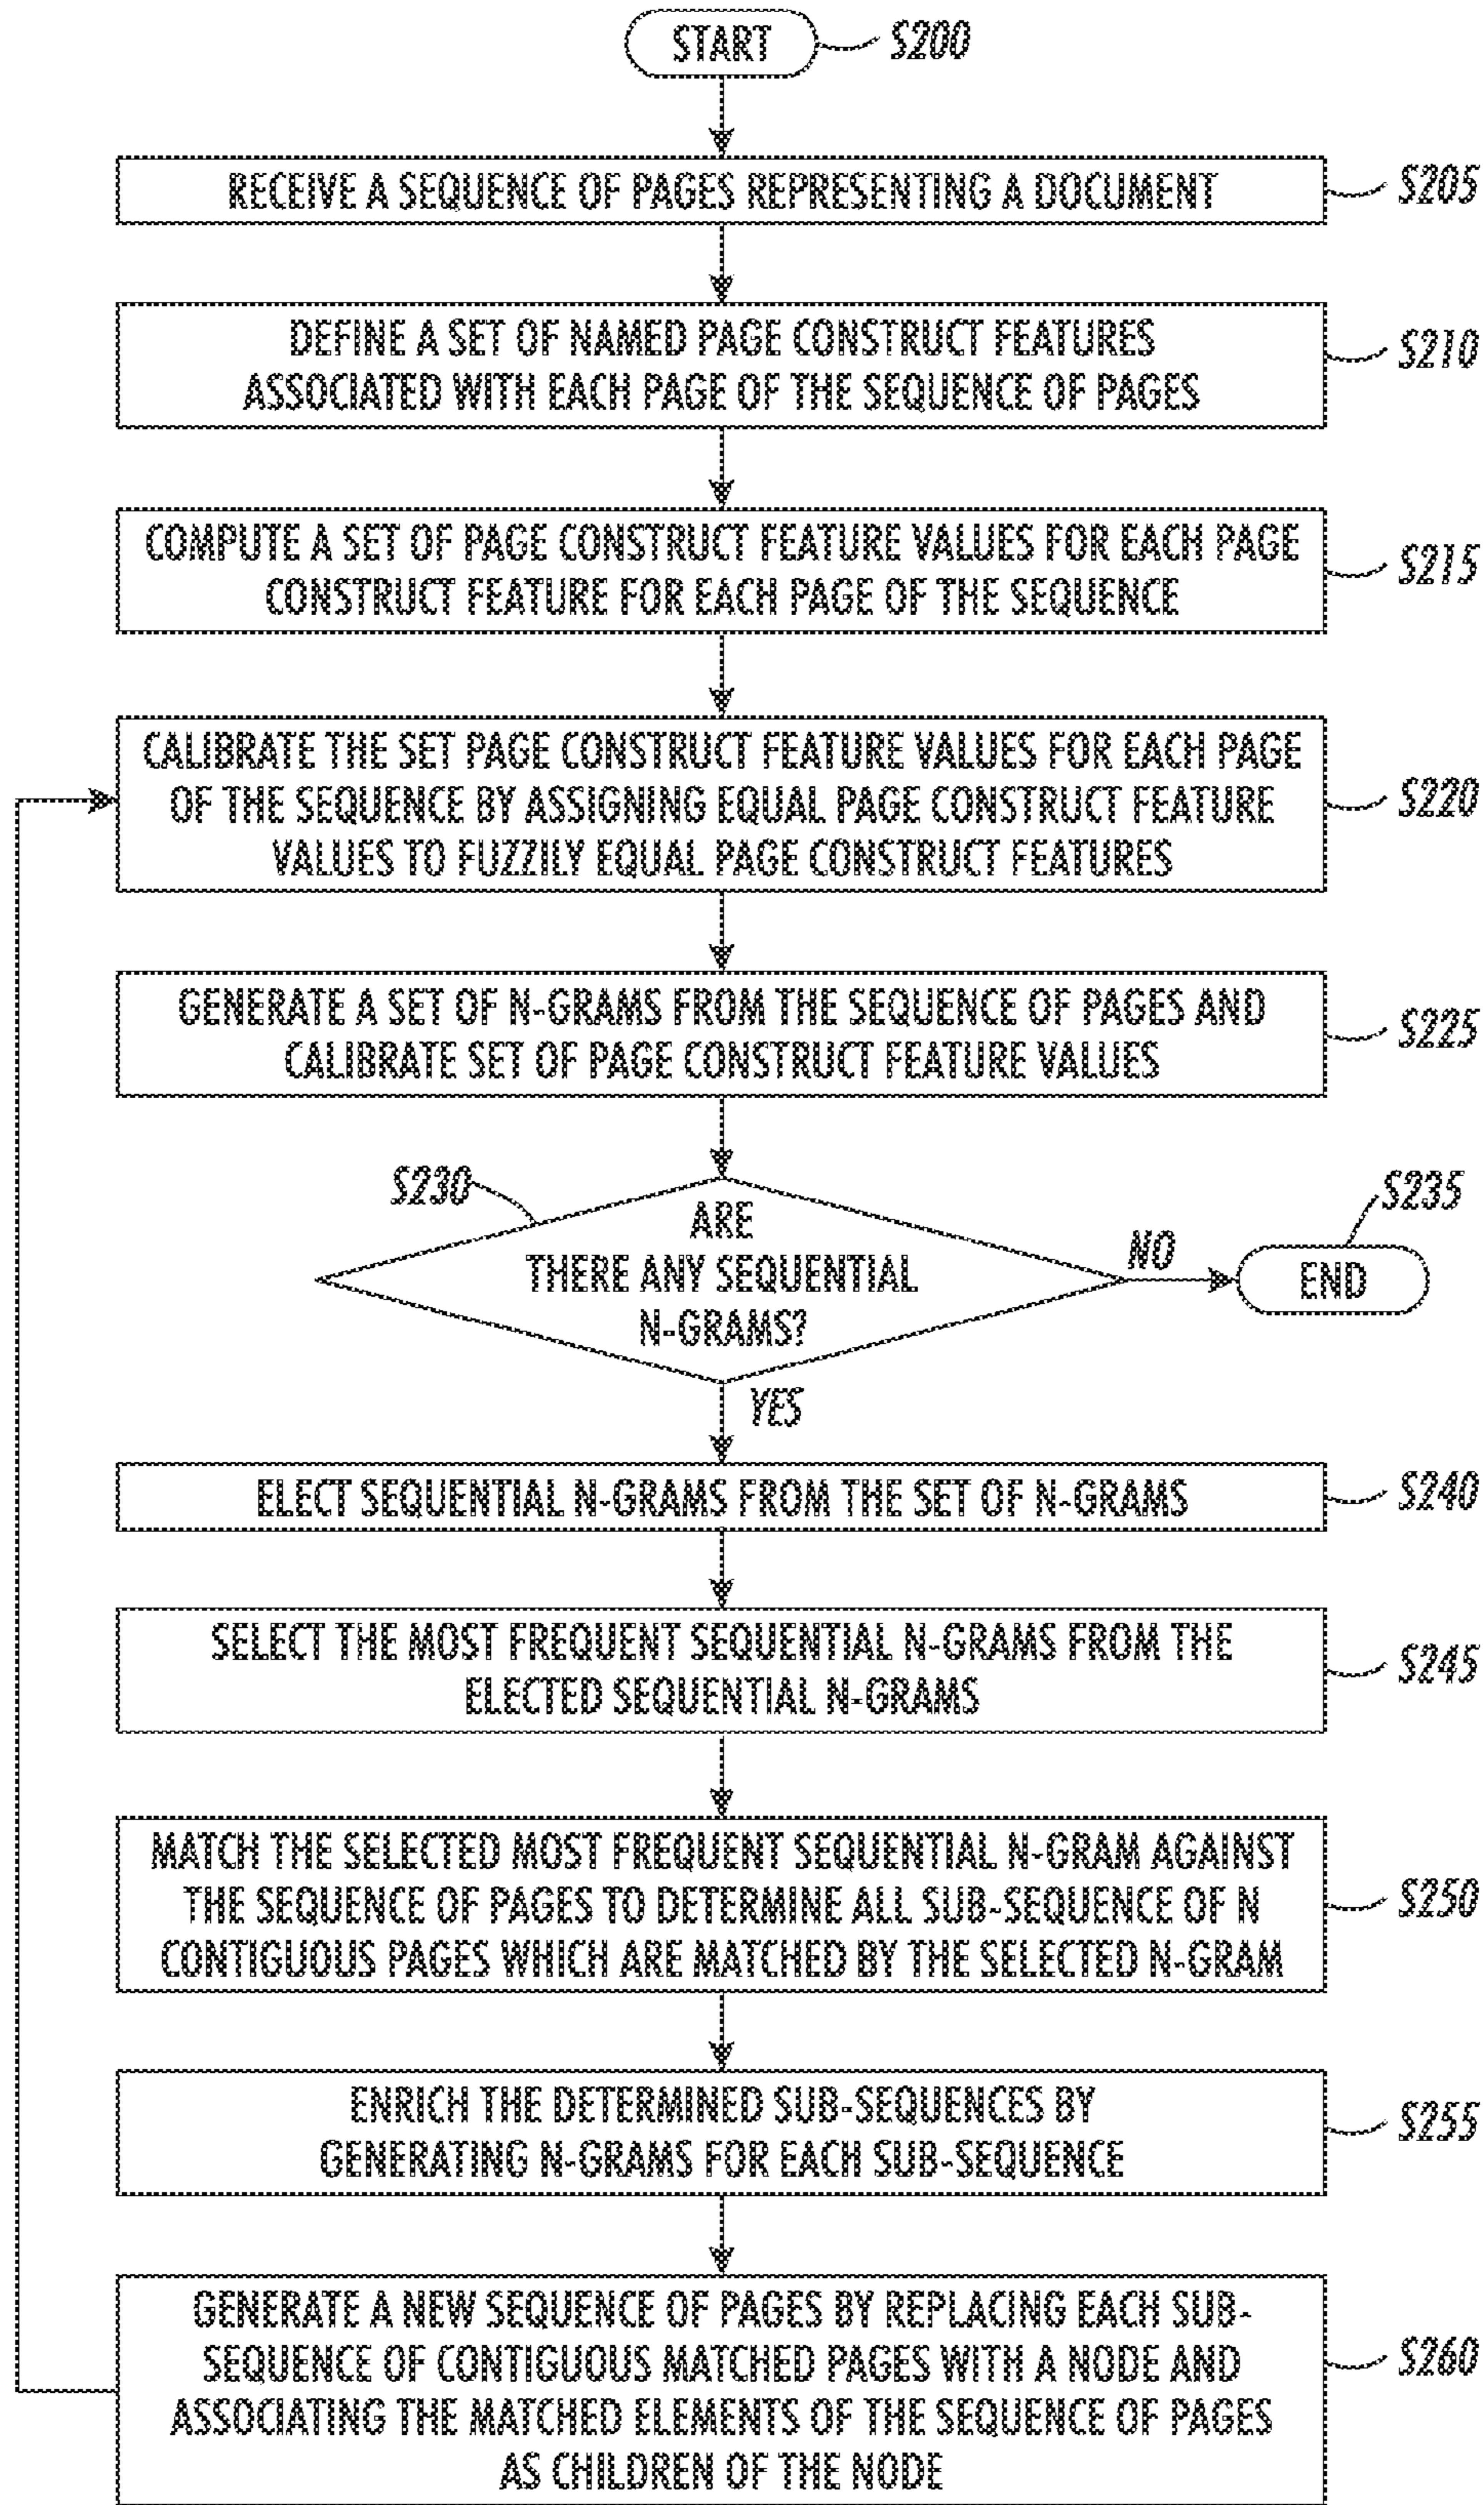 START
S200
RECEIVE A SEQUENCE OF PAGES REPRESENTING A DOCUMENT
S205
DEFINE A SET OF NAMED PAGE CONSTRUCT FEATURES
ASSOCIATED WITH EACH PAGE OF THE SEQUENCE OF PAGES
S210
COMPUTE A SET OF PAGE CONSTRUCT FEATURE VALUES FOR EACH PAGE
CONSTRUCT FEATURE FOR EACH PAGE OF THE SEQUENCE
S215
CALIBRATE THE SET PAGE CONSTRUCT FEATURE VALUES FOR EACH PAGE
OF THE SEQUENCE BY ASSIGNING EQUAL PAGE CONSTRUCT FEATURE
VALUES TO FUZZILY EQUAL PAGE CONSTRUCT FEATURES
S220
GENERATE A SET OF N-GRAMS FROM THE SEQUENCE OF PAGES AND
CALIBRATE SET OF PAGE CONSTRUCT FEATURE VALUES
S225
S230
ARE
THERE ANY SEQUENTIAL
N-GRAMS?
NO
S235
END
YES
ELECT SEQUENTIAL N-GRAMS FROM THE SET OF N-GRAMS
S240
SELECT THE MOST FREQUENT SEQUENTIAL N-GRAMS FROM THE
ELECTED SEQUENTIAL N-GRAMS
S245
MATCH THE SELECTED MOST FREQUENT SEQUENTIAL N-GRAM AGAINST
THE SEQUENCE OF PAGES TO DETERMINE ALL SUB-SEQUENCE OF N
CONTIGUOUS PAGES WHICH ARE MATCHED BY THE SELECTED N-GRAM
S250
ENRICH THE DETERMINED SUB-SEQUENCES BY
GENERATING N-GRAMS FOR EACH SUB-SEQUENCE
S255
GENERATE A NEW SEQUENCE OF PAGES BY REPLACING EACH SUB-
SEQUENCE OF CONTIGUOUS MATCHED PAGES WITH A NODE AND
ASSOCIATING THE MATCHED ELEMENTS OF THE SEQUENCE OF PAGES
AS CHILDREN OF THE NODE
S260